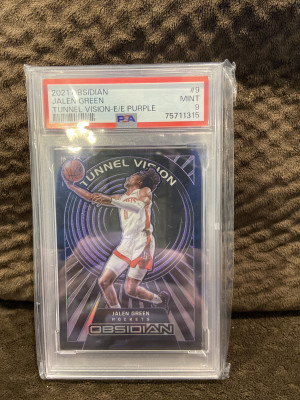 2021 OBSIDIAN #9
JALEN GREEN MINT
TUNNEL VISION-E/E PURPLE 9
PSA 75711315
TUNNEL VISION
JALEN GREEN
ROCKETS
OBSIDIAN